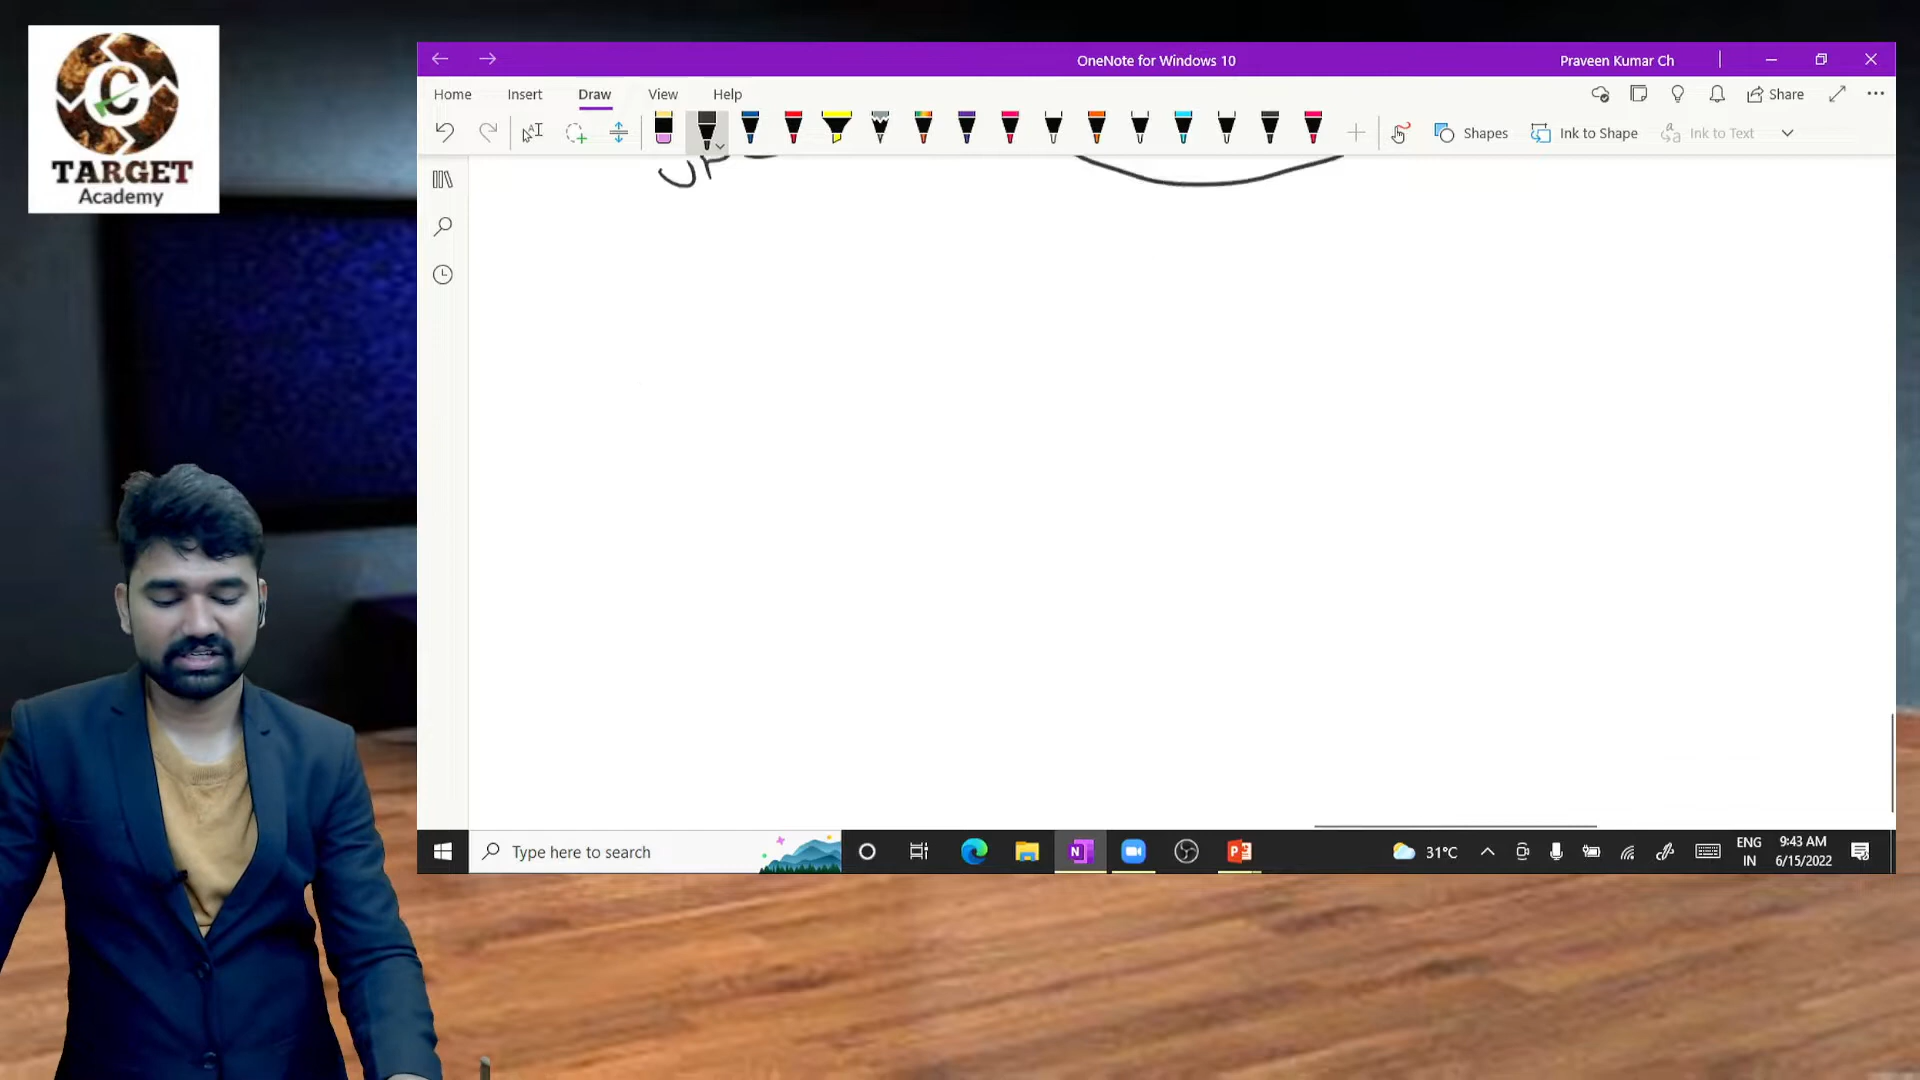 C
TARGET
Academy
OneNote for Windows 10
Praveen Kumar Ch
Home Insert Draw View Help
Share
Shapes
Ink to Shape
Ink to Text
Type here to search
31°C
ENG
IN
9:43 AM
6/15/2022